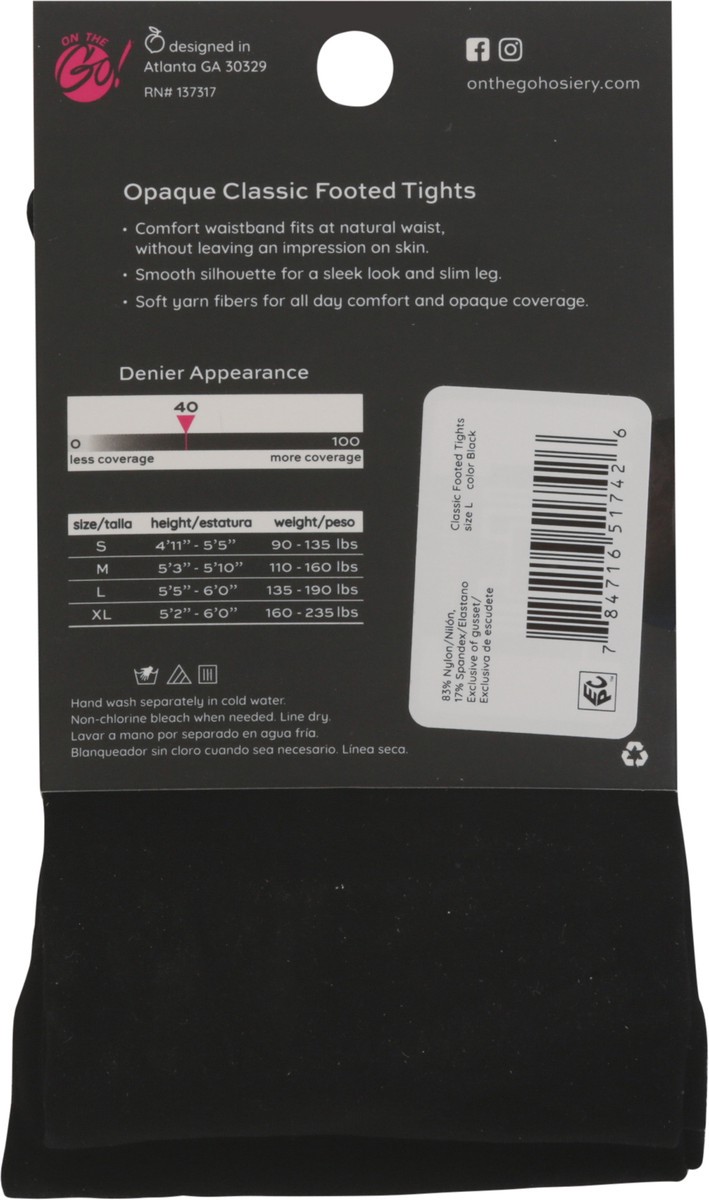 ON THE
Go!
designed in
Atlanta GA 30329
RN# 137317
onthegohosiery.com
Opaque Classic Footed Tights
• Comfort waistband fits at natural waist,
without leaving an impression on skin.
• Smooth silhouette for a sleek look and slim leg.
• Soft yarn fibers for all day comfort and opaque coverage.
Denier Appearance
40
0 100
less coverage more coverage
size/talla height/estatura weight/peso
S 4'11" - 5'5" 90 - 135 lbs
M 5'3" - 5'10" 110 - 160 lbs
L 5'5" - 6'0" 135 - 190 lbs
XL 5'2" - 6'0" 160 - 235 lbs
Hand wash separately in cold water.
Non-chlorine bleach when needed. Line dry.
Lavar a mano por separado en agua fría.
Blanqueador sin cloro cuando sea necesario. Línea seca.
Classic Footed Tights
size L color Black
83% Nylon/Nilón,
17% Spandex/Elastano
Exclusive of gusset/
Exclusiva de escudete
7 84716 51742 6
EPC